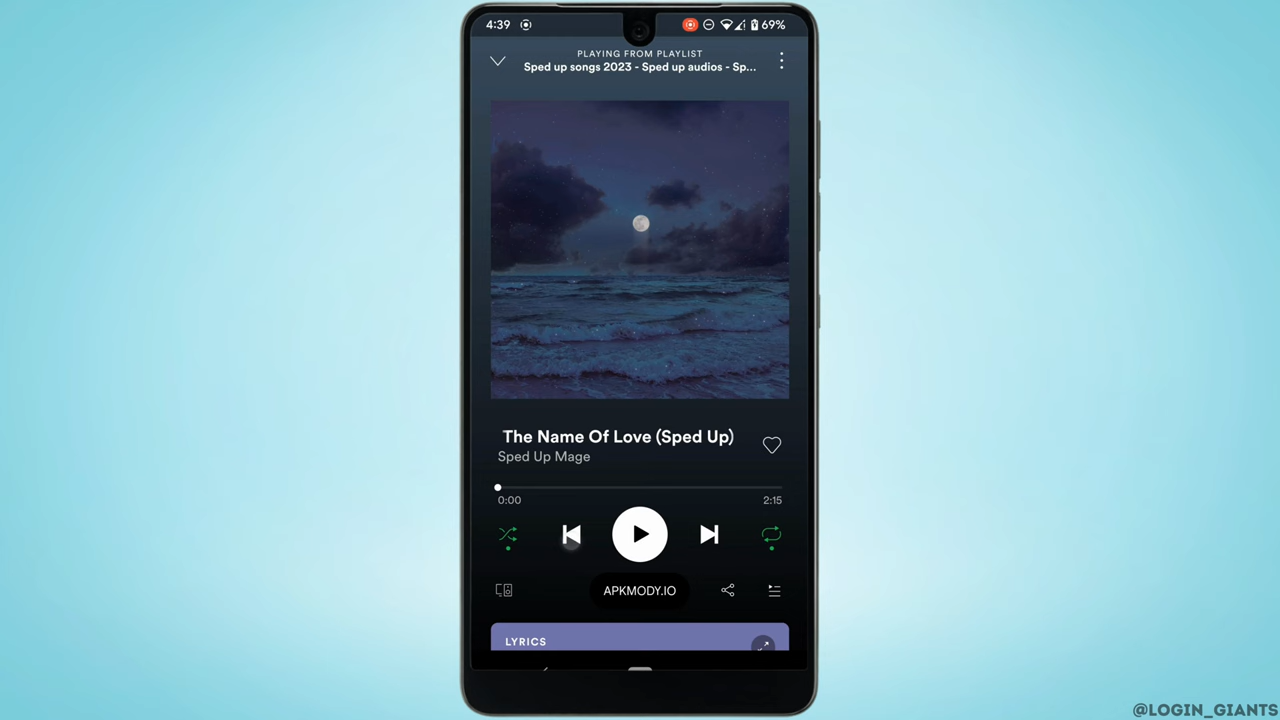 4:39
69%
PLAYING FROM PLAYLIST
Sped up songs 2023 - Sped up audios - Sp...
The Name Of Love (Sped Up)
Sped Up Mage
0:00
2:15
APKMODY.IO
LYRICS
@LOGIN_GIANTS